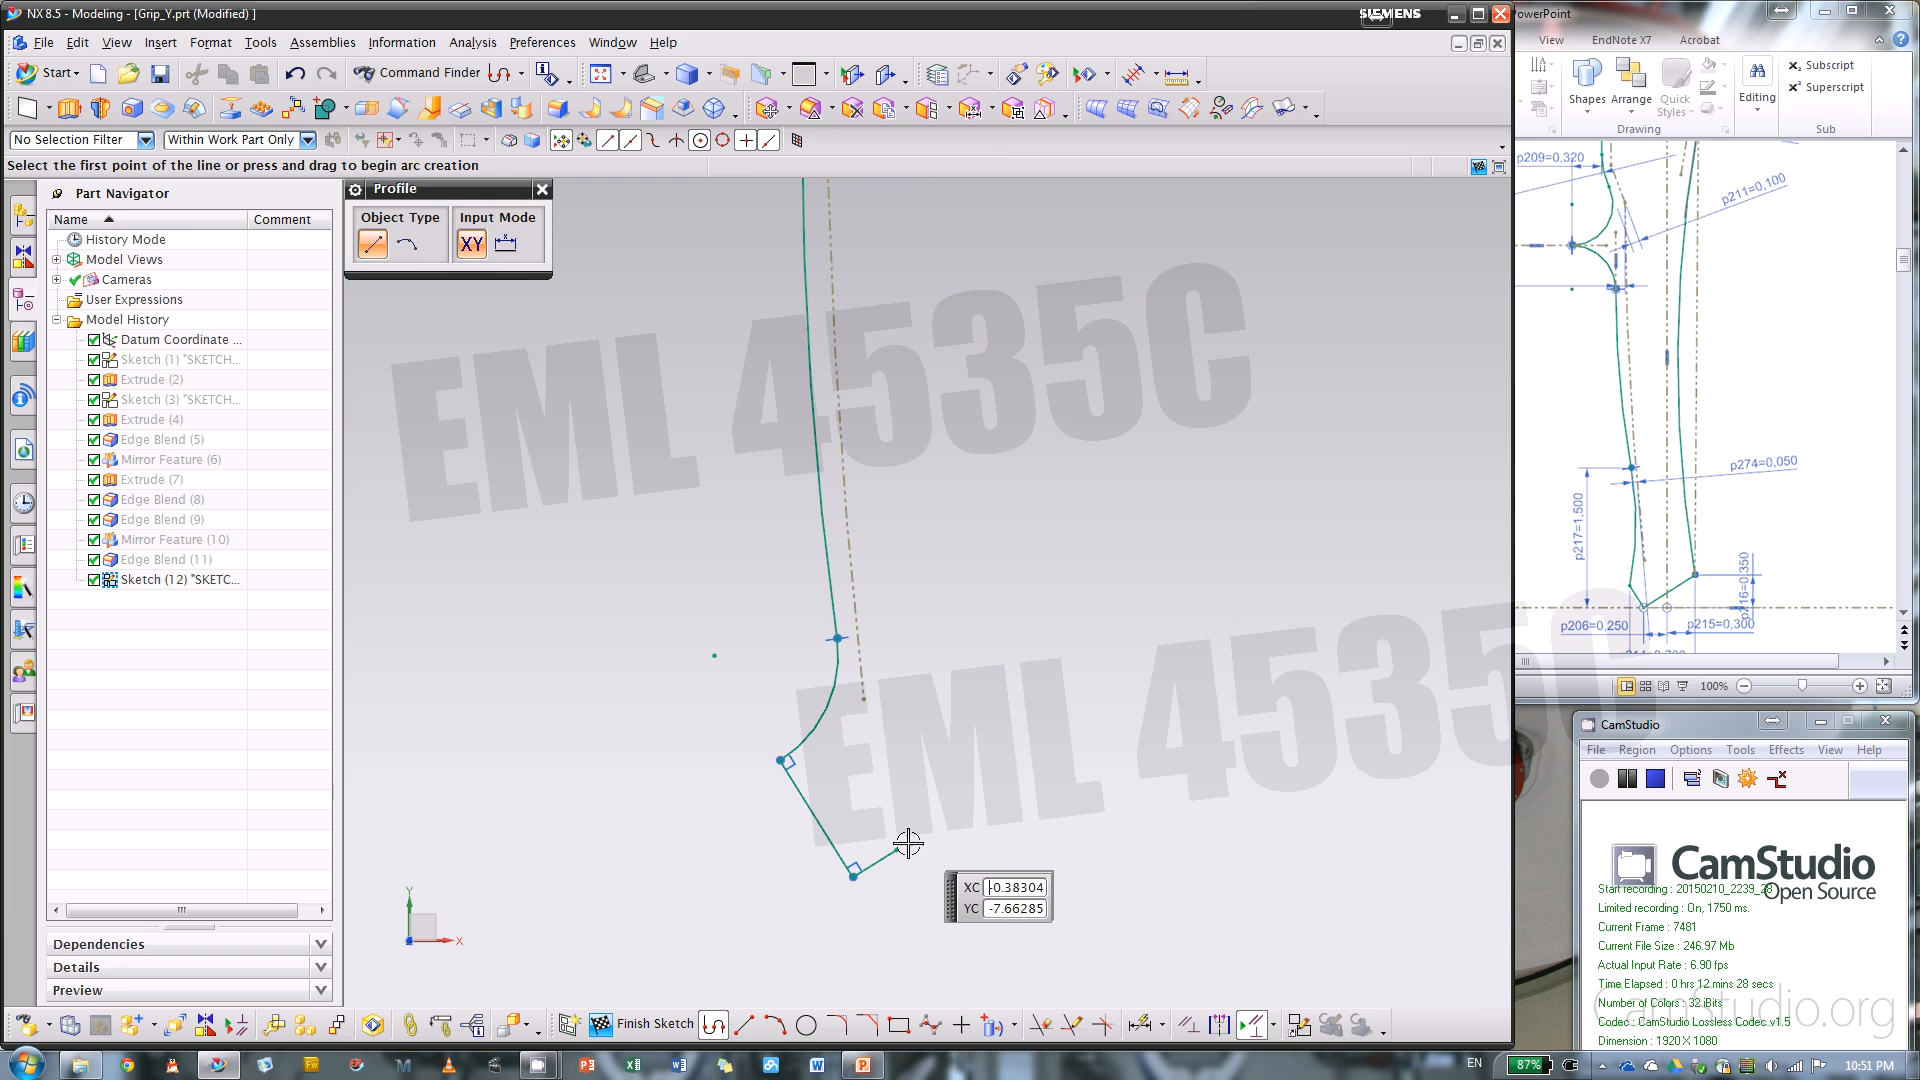 NX 8.5 - Modeling - [Grip_Y.prt (Modified) ]
SIEMENS
File Edit View Insert Format Tools Assemblies Information Analysis Preferences Window Help
Start Command Finder
No Selection Filter Within Work Part Only
Select the first point of the line or press and drag to begin arc creation
Part Navigator
Name Comment
History Mode
Model Views
Cameras
User Expressions
Model History
Datum Coordinate ...
Sketch (1) "SKETCH...
Extrude (2)
Sketch (3) "SKETCH...
Extrude (4)
Edge Blend (5)
Mirror Feature (6)
Extrude (7)
Edge Blend (8)
Edge Blend (9)
Mirror Feature (10)
Edge Blend (11)
Sketch (12) "SKETC...
Dependencies
Details
Preview
Profile
Object Type Input Mode
XY
EML 4535C
EML 4535C
XC -0.38304
YC -7.66285
Y
X
Finish Sketch
PowerPoint
View EndNote X7 Acrobat
Shapes Arrange Quick Styles
Editing
Subscript
Superscript
Drawing Sub
p209=0,320
p211=0,100
p274=0,050
p217=1,500
p216=0,350
p206=0,250
p215=0,300
100%
CamStudio
File Region Options Tools Effects View Help
CamStudio
Open Source
Start recording : 20150210_2239_28
Limited recording : On, 1750 ms.
Current Frame : 7481
Current File Size : 246.97 Mb
Actual Input Rate : 6.90 fps
Time Elapsed : 0 hrs 12 mins 28 secs
Number of Colors : 32 Bits
Codec : CamStudio Lossless Codec v1.5
Dimension : 1920 X 1080
CamStudio.org
EN 87% 10:51 PM